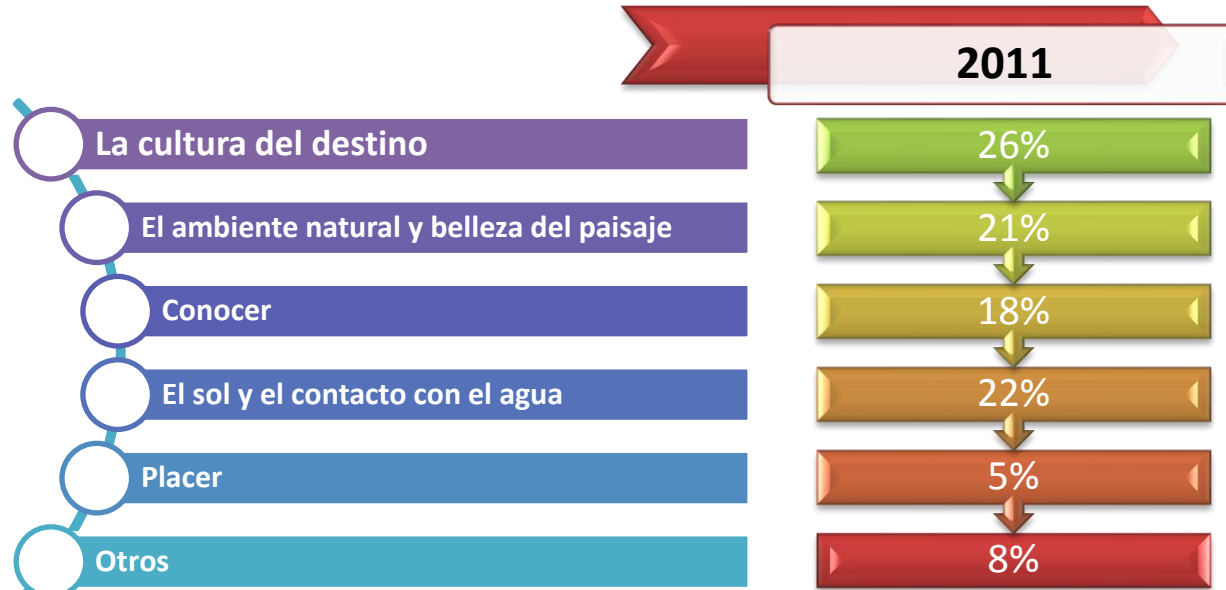 2011
La cultura del destino
26%
El ambiente natural y belleza del paisaje
21%
Conocer
18%
El sol y el contacto con el agua
22%
Placer
5%
Otros
8%